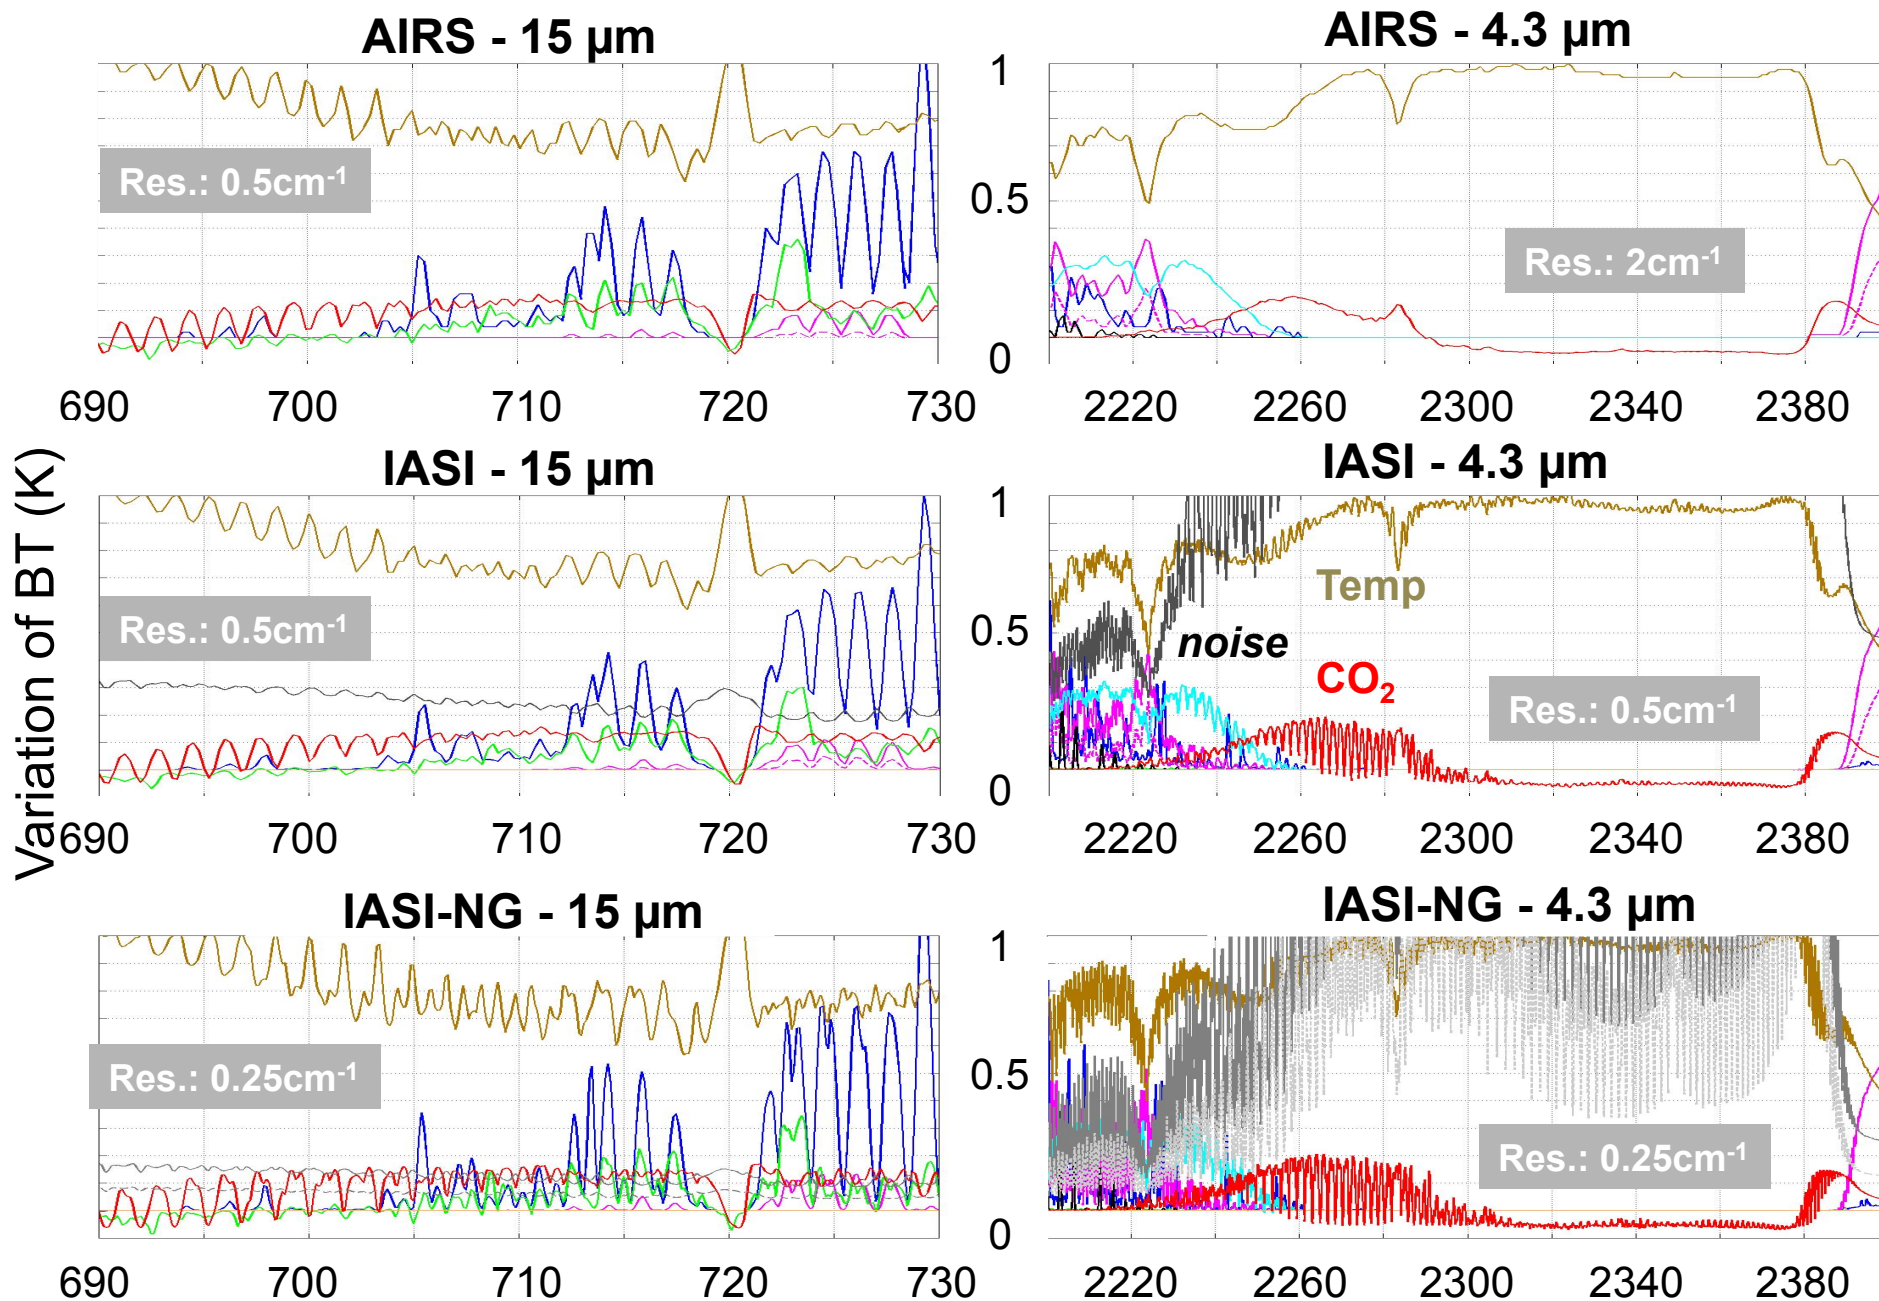 AIRS - 15 µm
AIRS - 4.3 µm
Res.: 0.5cm-1
1
0.5
0
Res.: 2cm-1
690 700 710 720 730
2220 2260 2300 2340 2380
Variation of BT (K)
IASI - 15 µm
IASI - 4.3 µm
Res.: 0.5cm-1
1
0.5
0
Temp
noise
CO2
Res.: 0.5cm-1
690 700 710 720 730
2220 2260 2300 2340 2380
IASI-NG - 15 µm
IASI-NG - 4.3 µm
Res.: 0.25cm-1
1
0.5
0
Res.: 0.25cm-1
690 700 710 720 730
2220 2260 2300 2340 2380